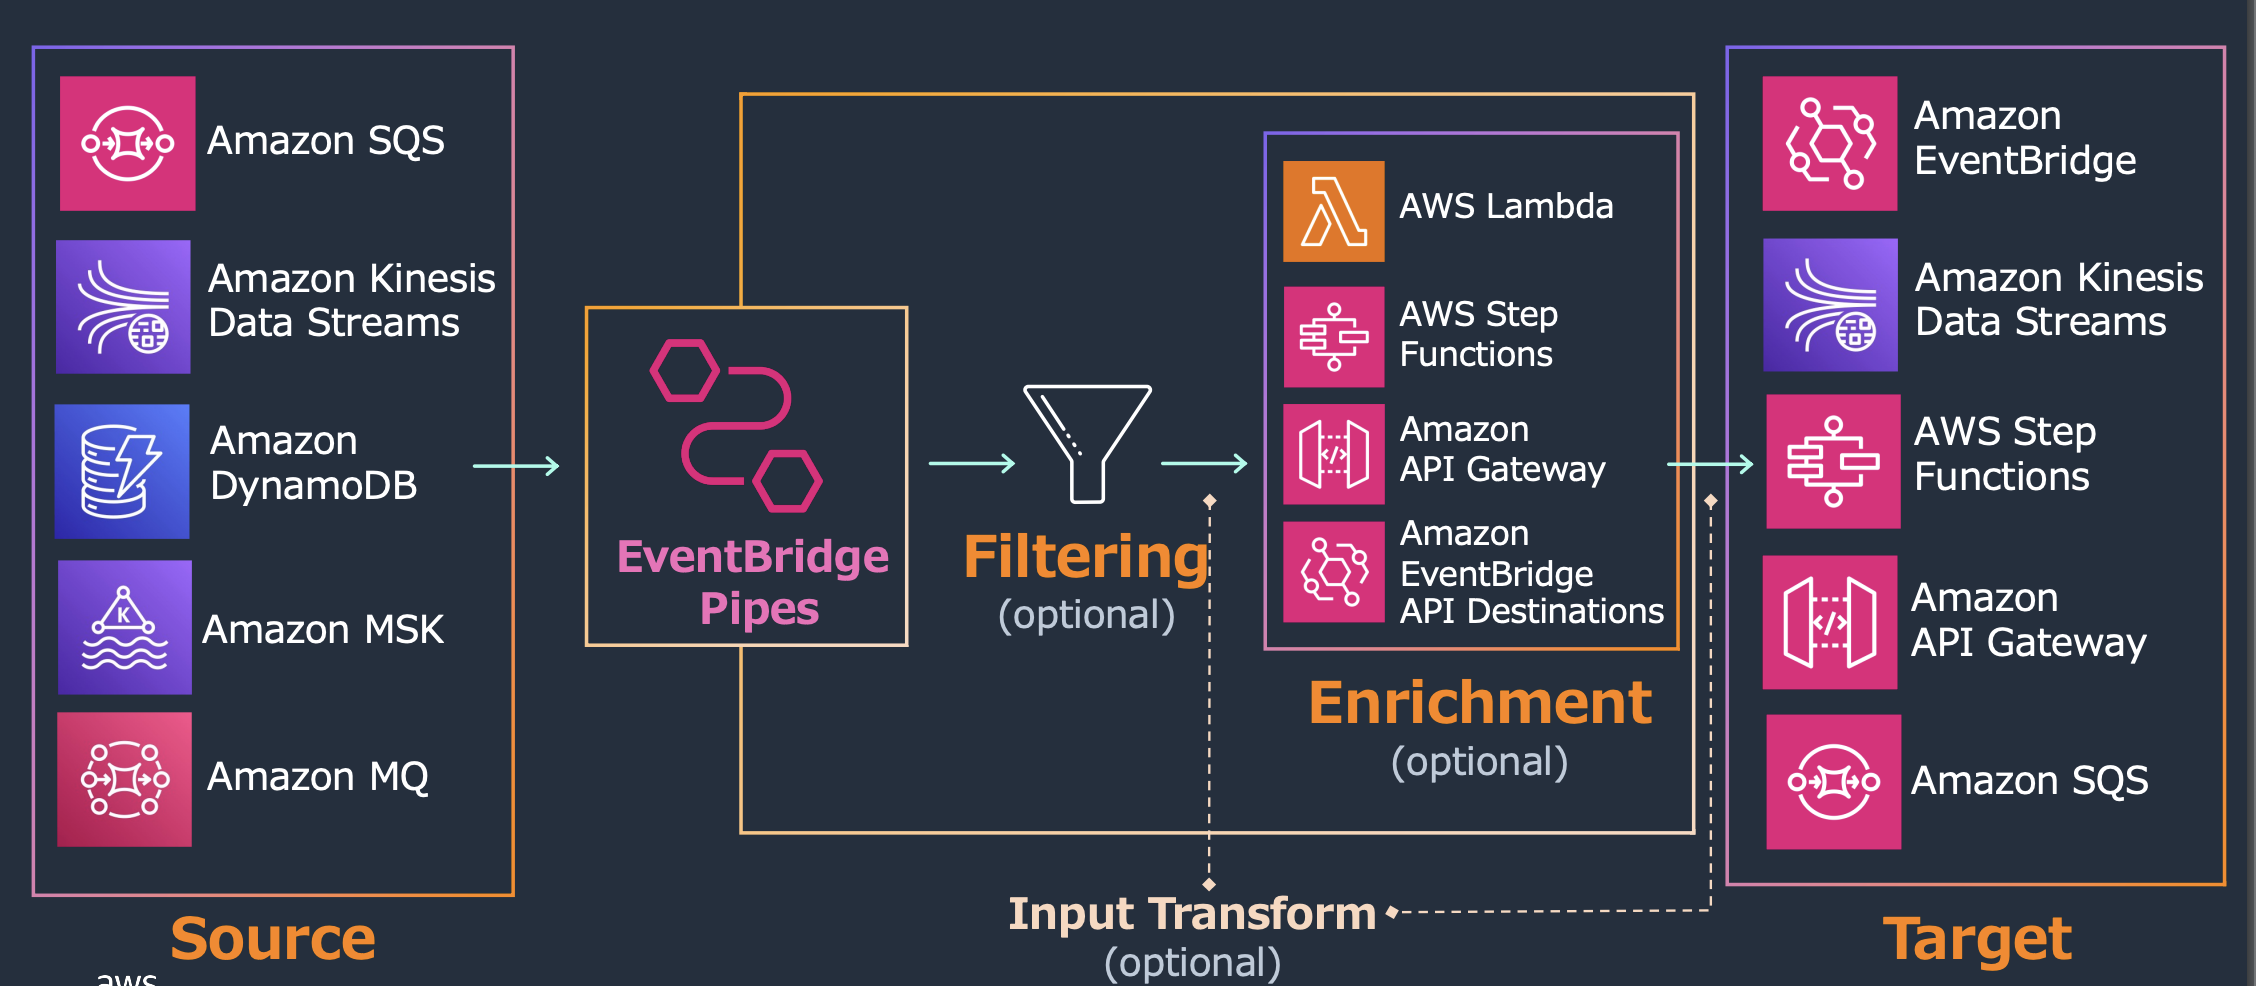 Amazon SQS
Amazon Kinesis
Data Streams
Amazon
DynamoDB
Amazon MSK
Amazon MQ
Source
aws
EventBridge
Pipes
Filtering
(optional)
AWS Lambda
AWS Step
Functions
Amazon
API Gateway
Amazon
EventBridge
API Destinations
Enrichment
(optional)
Input Transform
(optional)
Amazon
EventBridge
Amazon Kinesis
Data Streams
AWS Step
Functions
Amazon
API Gateway
Amazon SQS
Target